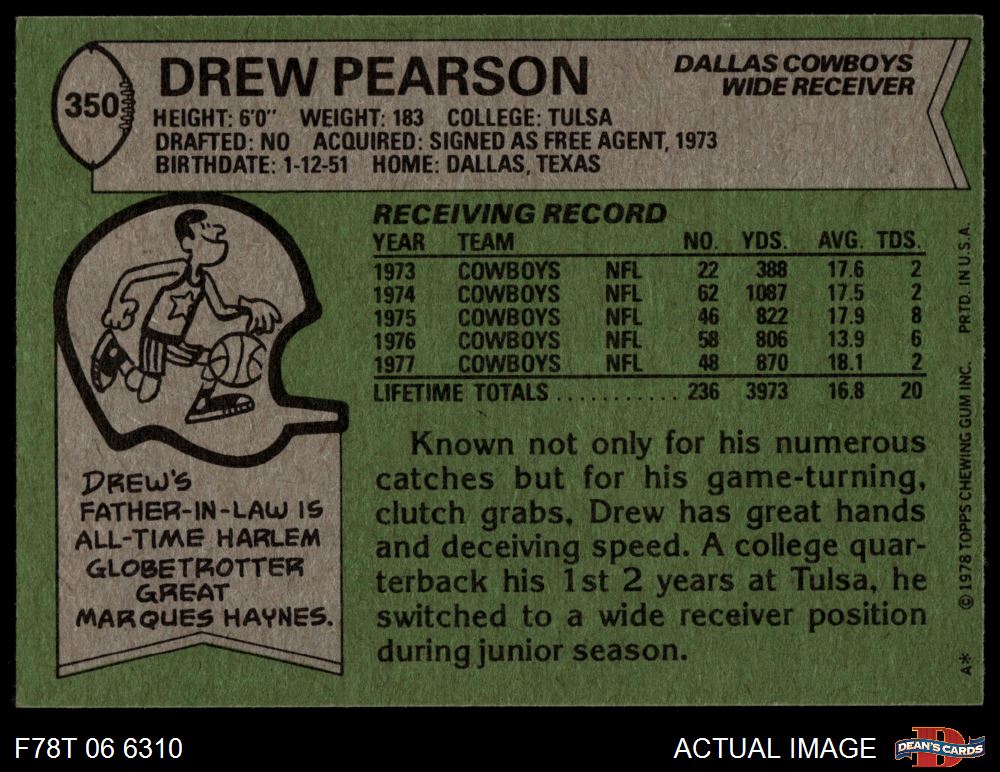 350
DREW PEARSON
DALLAS COWBOYS
WIDE RECEIVER
HEIGHT: 6'0" WEIGHT: 183 COLLEGE: TULSA
DRAFTED: NO ACQUIRED: SIGNED AS FREE AGENT, 1973
BIRTHDATE: 1-12-51 HOME: DALLAS, TEXAS
RECEIVING RECORD
YEAR TEAM NO. YDS. AVG. TDS.
1973 COWBOYS NFL 22 388 17.6 2
1974 COWBOYS NFL 62 1087 17.5 2
1975 COWBOYS NFL 46 822 17.9 8
1976 COWBOYS NFL 58 806 13.9 6
1977 COWBOYS NFL 48 870 18.1 2
LIFETIME TOTALS ........... 236 3973 16.8 20
Known not only for his numerous
catches but for his game-turning,
clutch grabs, Drew has great hands
and deceiving speed. A college quar-
terback his 1st 2 years at Tulsa, he
switched to a wide receiver position
during junior season.
DREW'S
FATHER-IN-LAW IS
ALL-TIME HARLEM
GLOBETROTTER
GREAT
MARQUES HAYNES.
A* © 1978 TOPPS CHEWING GUM INC. PRTD. IN U.S.A.
F78T 06 6310
ACTUAL IMAGE
D
DEAN'S CARDS